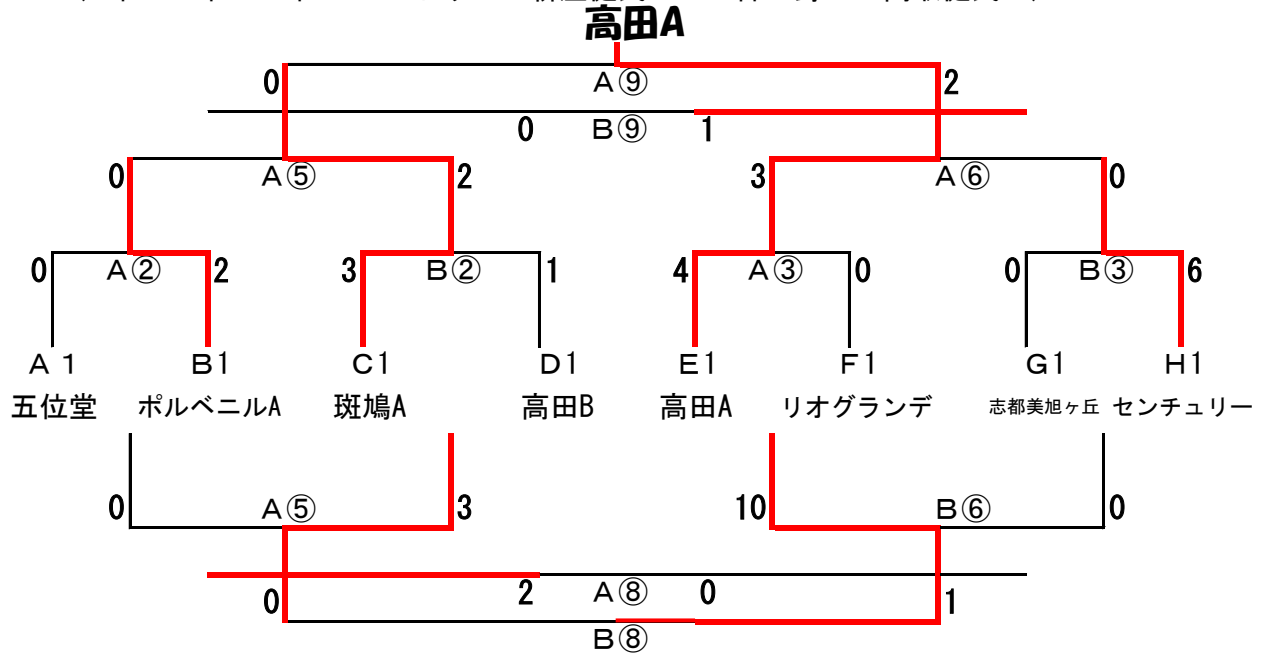 高田A
0 A⑨ 2
0 B⑨ 1
0 A⑤ 2 3 A⑥ 0
0 A② 2 3 B② 1 4 A③ 0 0 B③ 6
A1 B1 C1 D1 E1 F1 G1 H1
五位堂 ポルベニルA 斑鳩A 高田B 高田A リオグランデ 志都美旭ヶ丘 センチュリー
0 A⑤ 3 10 B⑥ 0
0 2 A⑧ 0 1
B⑧